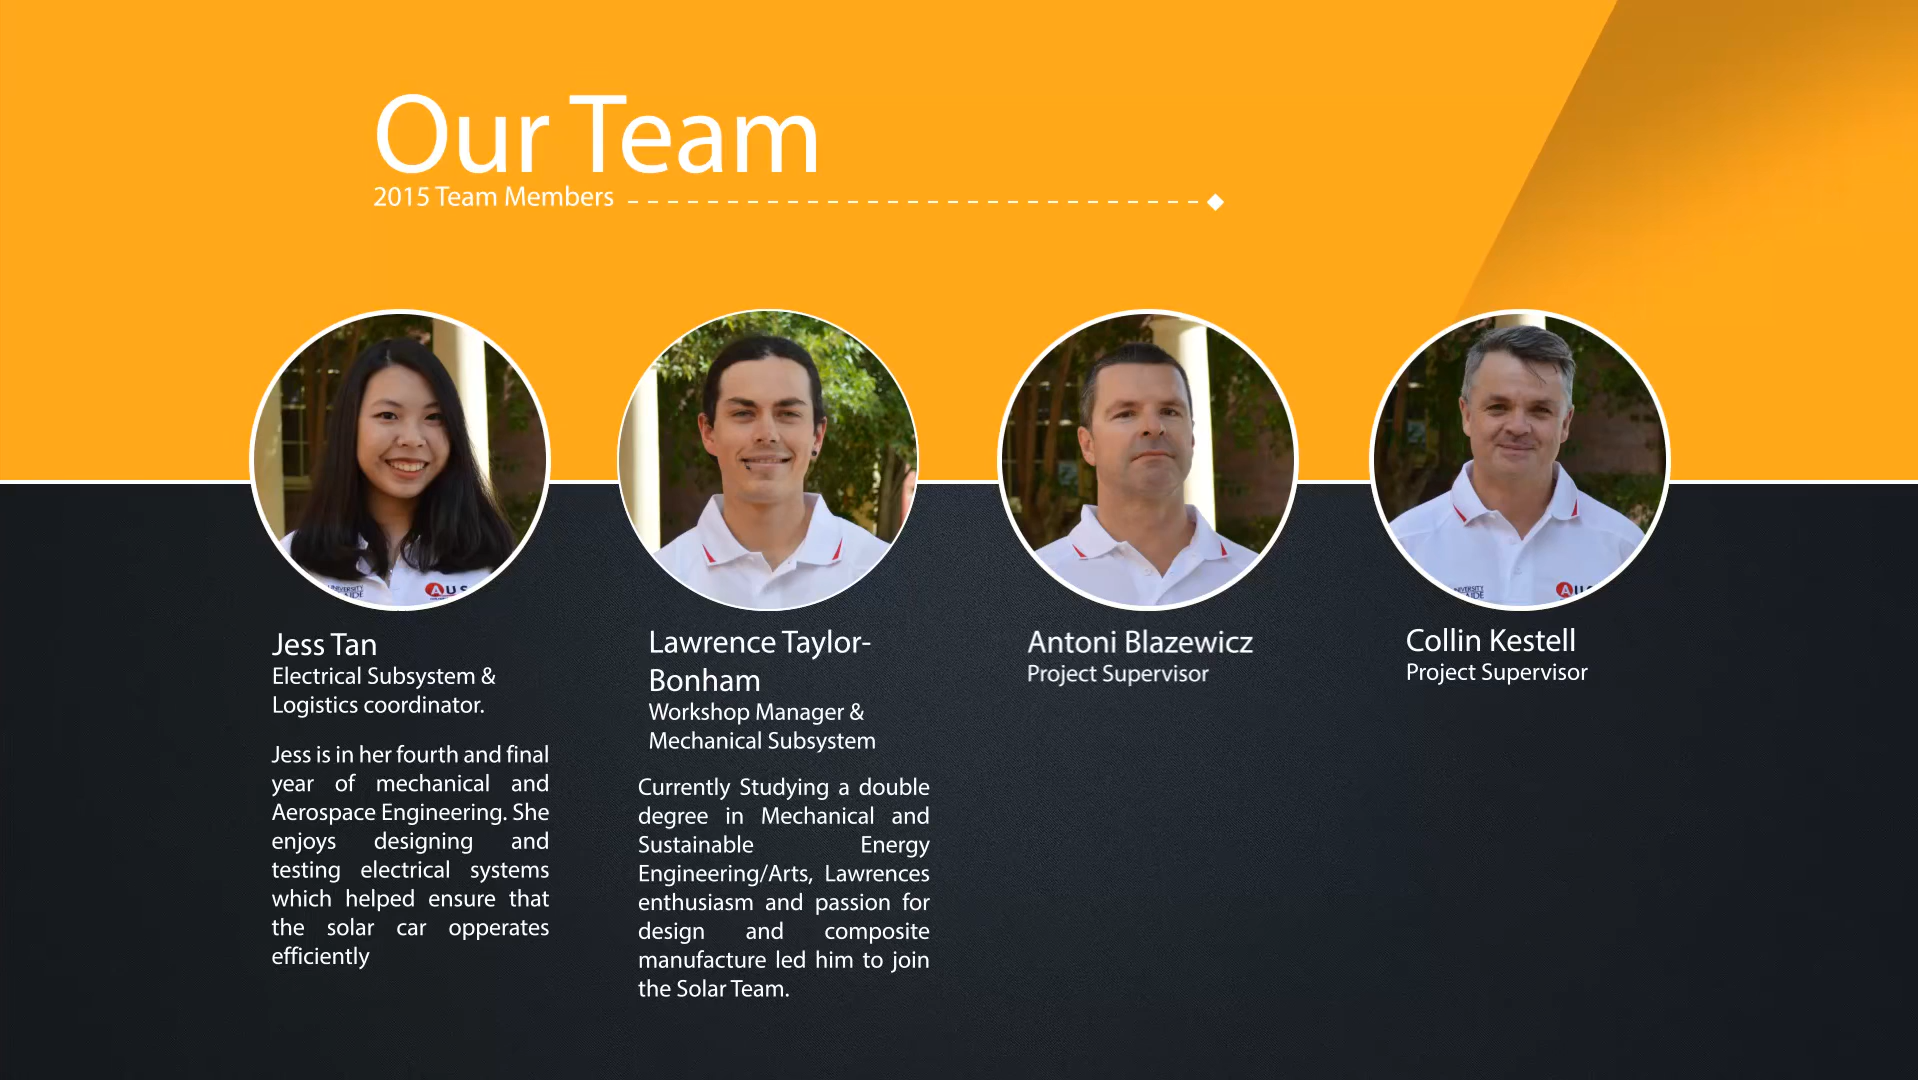 Our Team
2015 Team Members
AUS
Jess Tan
Electrical Subsystem &
Logistics coordinator.
Jess is in her fourth and final
year of mechanical and
Aerospace Engineering. She
enjoys designing and
testing electrical systems
which helped ensure that
the solar car opperates
efficiently
Lawrence Taylor-
Bonham
Workshop Manager &
Mechanical Subsystem
Currently Studying a double
degree in Mechanical and
Sustainable Energy
Engineering/Arts, Lawrences
enthusiasm and passion for
design and composite
manufacture led him to join
the Solar Team.
Antoni Blazewicz
Project Supervisor
Collin Kestell
Project Supervisor